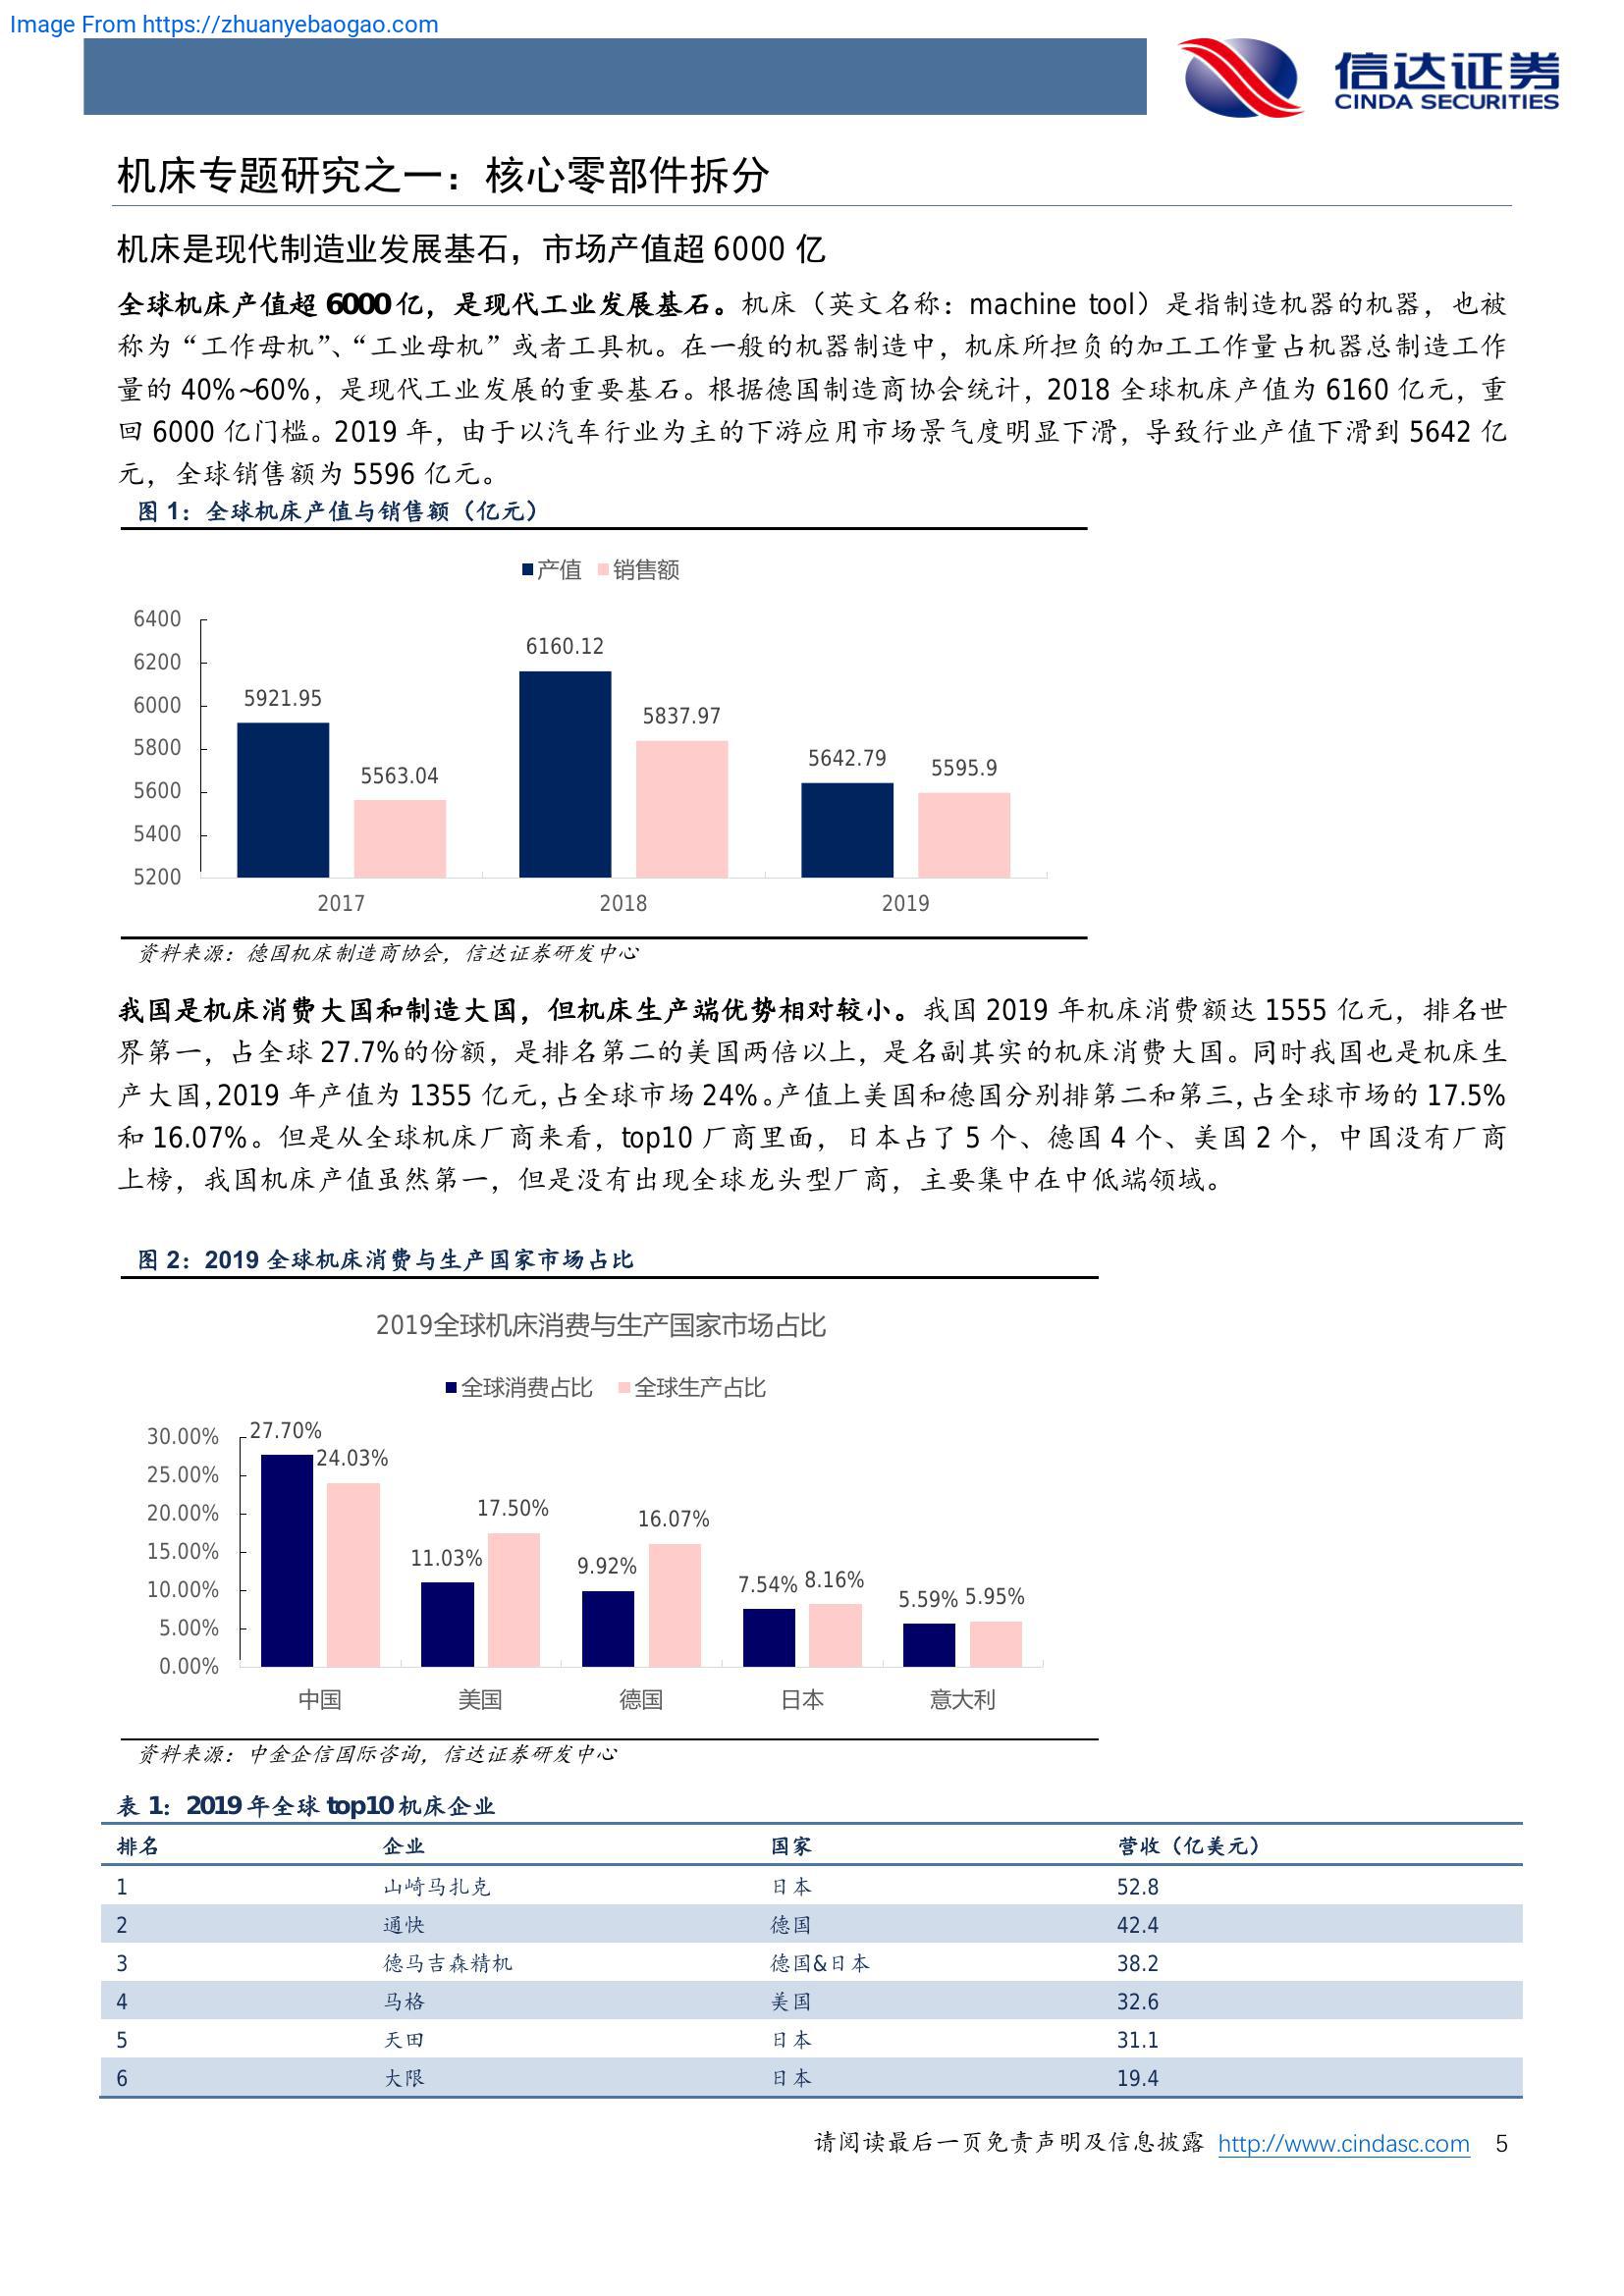 Image From https://zhuanyebaogao.com
信达证券
CINDA SECURITIES
机床专题研究之一：核心零部件拆分
机床是现代制造业发展基石，市场产值超 6000 亿
全球机床产值超 6000 亿，是现代工业发展基石。机床（英文名称：machine tool）是指制造机器的机器，也被
称为“工作母机”、“工业母机”或者工具机。在一般的机器制造中，机床所担负的加工工作量占机器总制造工作
量的 40%~60%，是现代工业发展的重要基石。根据德国制造商协会统计，2018 全球机床产值为 6160 亿元，重
回 6000 亿门槛。2019 年，由于以汽车行业为主的下游应用市场景气度明显下滑，导致行业产值下滑到 5642 亿
元，全球销售额为 5596 亿元。
图 1：全球机床产值与销售额（亿元）
产值 销售额
6400
6200
6000
5800
5600
5400
5200
5921.95
5563.04
6160.12
5837.97
5642.79
5595.9
2017 2018 2019
资料来源：德国机床制造商协会，信达证券研发中心
我国是机床消费大国和制造大国，但机床生产端优势相对较小。我国 2019 年机床消费额达 1555 亿元，排名世
界第一，占全球 27.7%的份额，是排名第二的美国两倍以上，是名副其实的机床消费大国。同时我国也是机床生
产大国，2019 年产值为 1355 亿元，占全球市场 24%。产值上美国和德国分别排第二和第三，占全球市场的 17.5%
和 16.07%。但是从全球机床厂商来看，top10 厂商里面，日本占了 5 个、德国 4 个、美国 2 个，中国没有厂商
上榜，我国机床产值虽然第一，但是没有出现全球龙头型厂商，主要集中在中低端领域。
图 2：2019 全球机床消费与生产国家市场占比
2019全球机床消费与生产国家市场占比
全球消费占比 全球生产占比
30.00%
25.00%
20.00%
15.00%
10.00%
5.00%
0.00%
27.70%
24.03%
11.03%
17.50%
9.92%
16.07%
7.54%
8.16%
5.59%
5.95%
中国 美国 德国 日本 意大利
资料来源：中金企信国际咨询，信达证券研发中心
表 1：2019 年全球 top10 机床企业
排名 企业 国家 营收（亿美元）
1 山崎马扎克 日本 52.8
2 通快 德国 42.4
3 德马吉森精机 德国&日本 38.2
4 马格 美国 32.6
5 天田 日本 31.1
6 大限 日本 19.4
请阅读最后一页免责声明及信息披露 http://www.cindasc.com 5